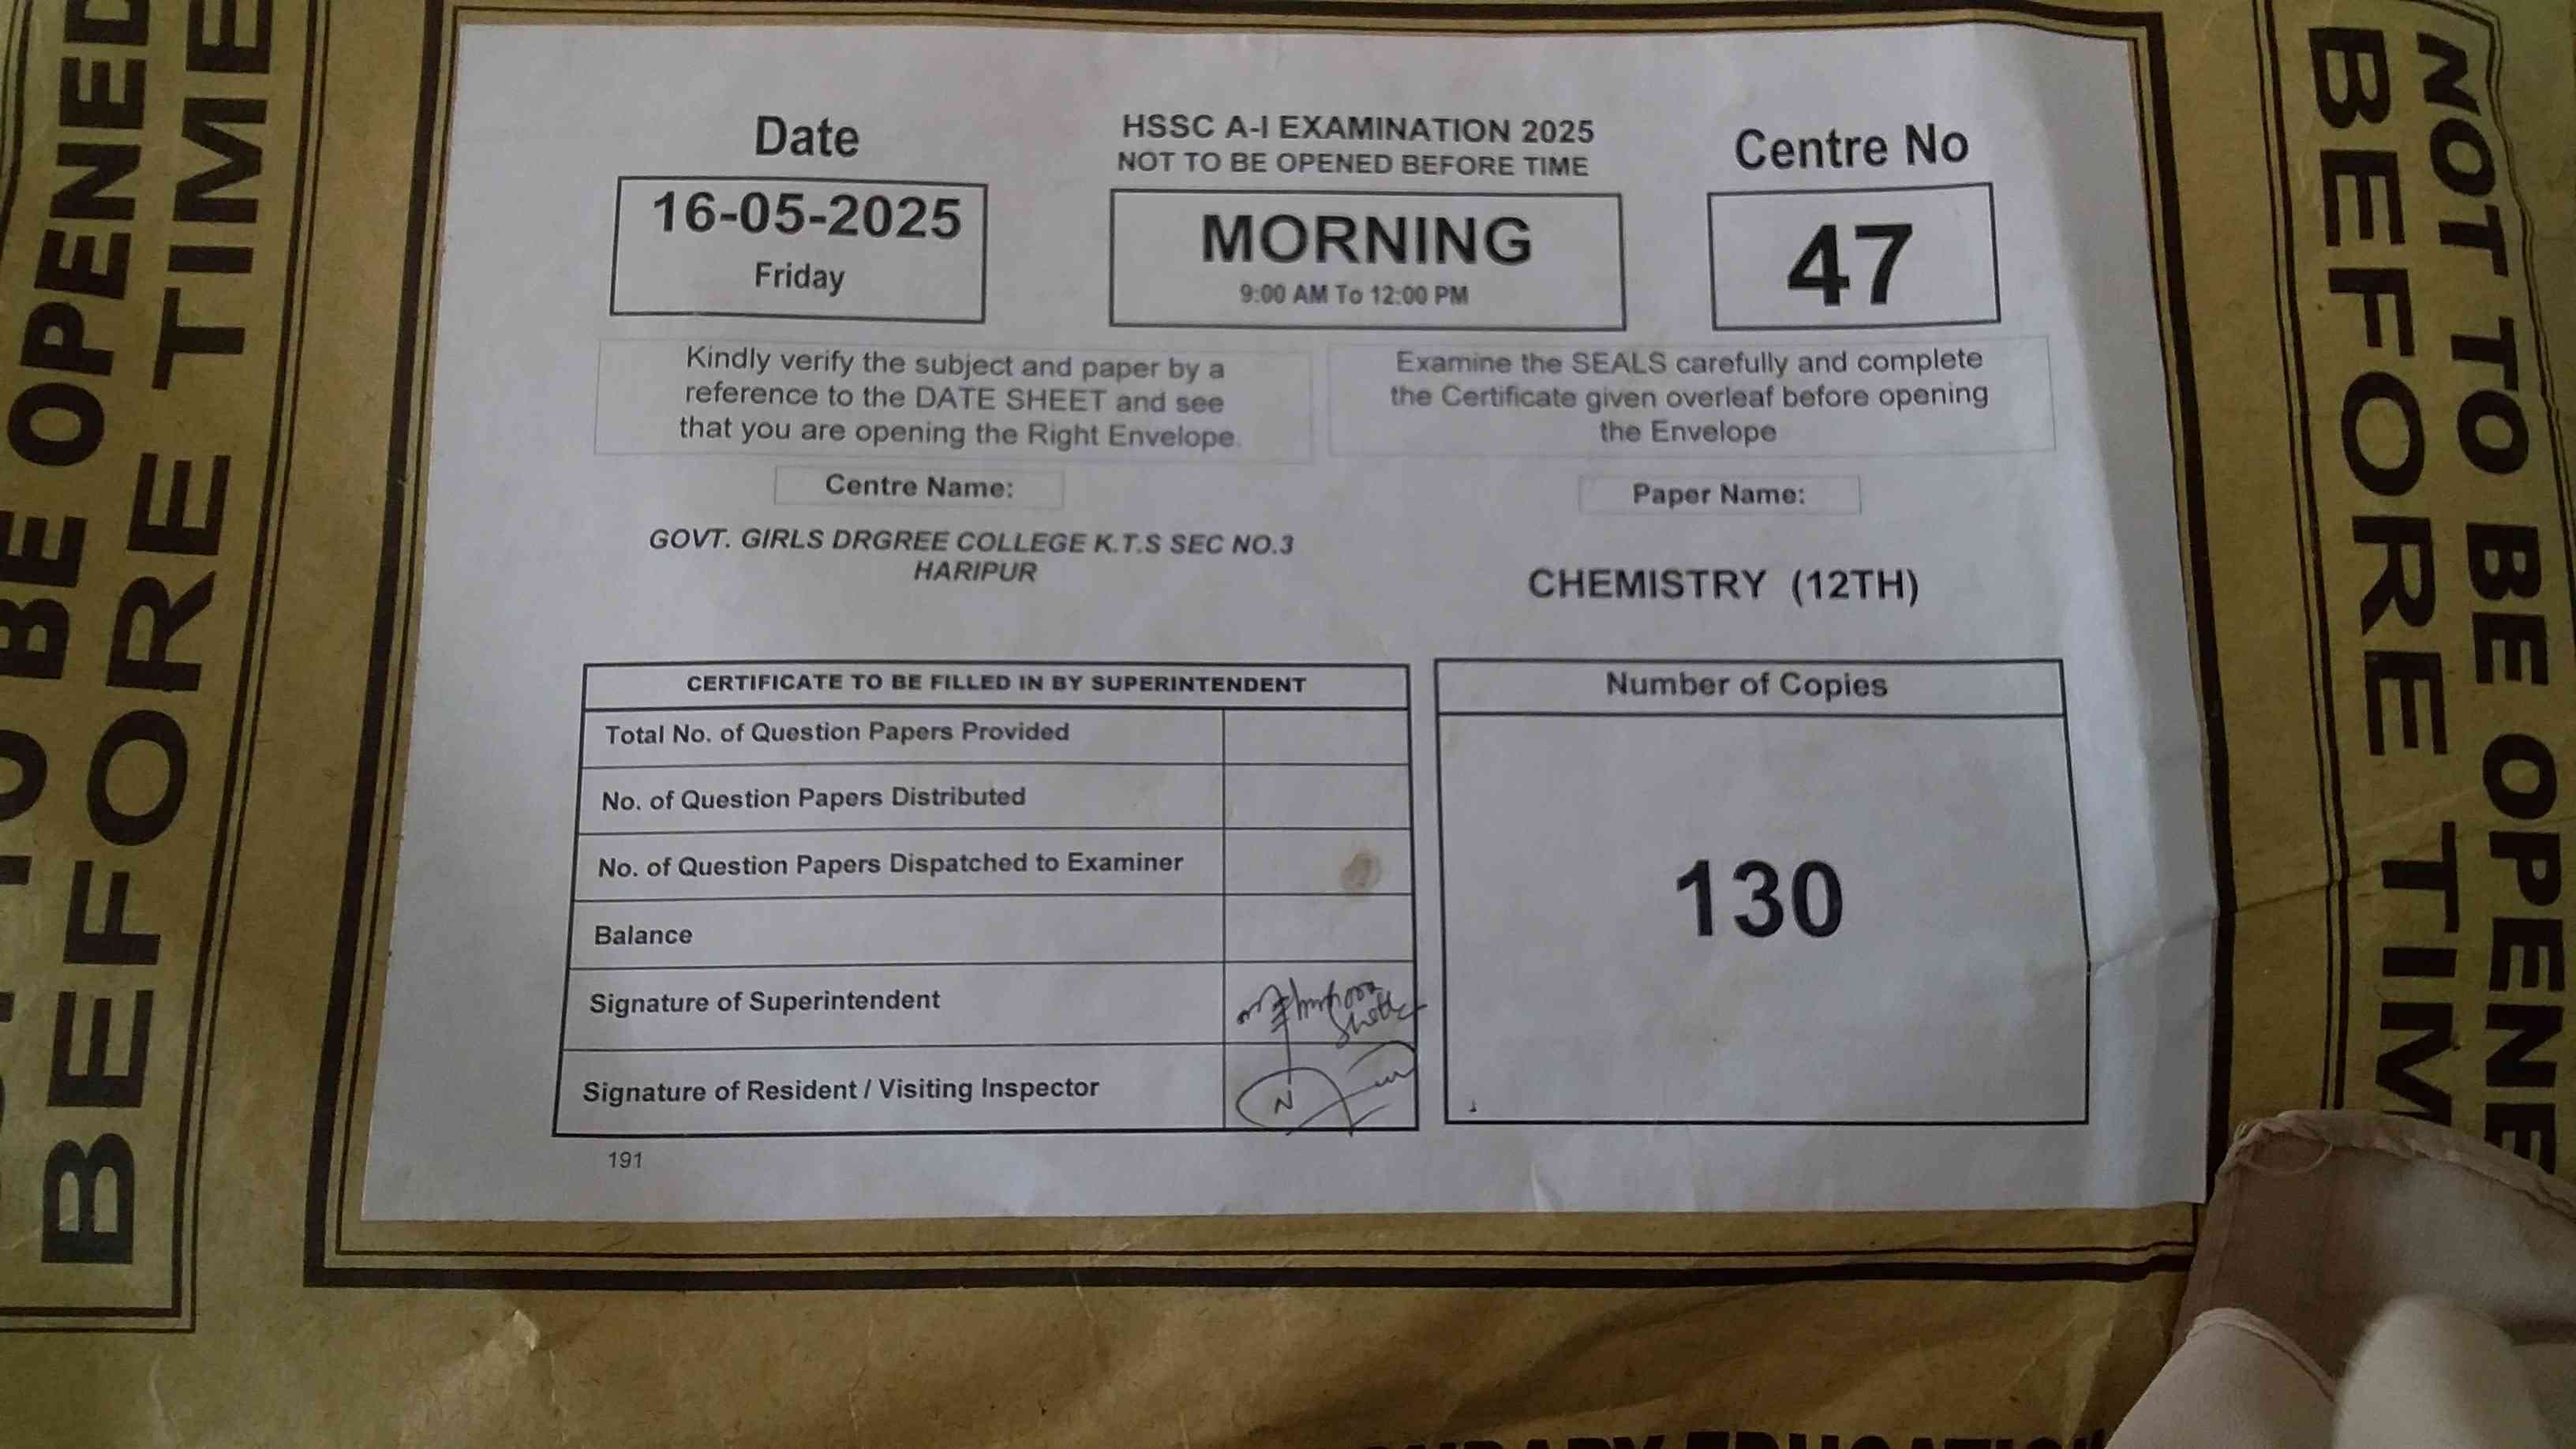 NOT TO BE OPENED
BEFORE TIME
Date
16-05-2025
Friday
HSSC A-I EXAMINATION 2025
NOT TO BE OPENED BEFORE TIME
MORNING
9:00 AM To 12:00 PM
Centre No
47
Kindly verify the subject and paper by a
reference to the DATE SHEET and see
that you are opening the Right Envelope.
Examine the SEALS carefully and complete
the Certificate given overleaf before opening
the Envelope
Centre Name:
GOVT. GIRLS DRGREE COLLEGE K.T.S SEC NO.3
HARIPUR
Paper Name:
CHEMISTRY (12TH)
CERTIFICATE TO BE FILLED IN BY SUPERINTENDENT
Total No. of Question Papers Provided
No. of Question Papers Distributed
No. of Question Papers Dispatched to Examiner
Balance
Signature of Superintendent
Signature of Resident / Visiting Inspector
Number of Copies
130
191
NOT TO BE OPENE
BEFORE TIM